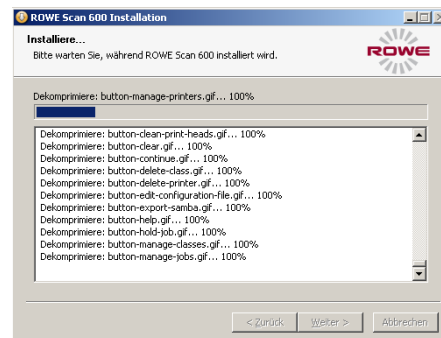 ROWE Scan 600 Installation
Installiere...
Bitte warten Sie, während ROWE Scan 600 installiert wird.
ROWE
Dekomprimiere: button-manage-printers.gif... 100%
Dekomprimiere: button-clean-print-heads.gif... 100%
Dekomprimiere: button-clear.gif... 100%
Dekomprimiere: button-continue.gif... 100%
Dekomprimiere: button-delete-class.gif... 100%
Dekomprimiere: button-delete-printer.gif... 100%
Dekomprimiere: button-edit-configuration-file.gif... 100%
Dekomprimiere: button-export-samba.gif... 100%
Dekomprimiere: button-help.gif... 100%
Dekomprimiere: button-hold-job.gif... 100%
Dekomprimiere: button-manage-classes.gif... 100%
Dekomprimiere: button-manage-jobs.gif... 100%
< Zurück Weiter > Abbrechen